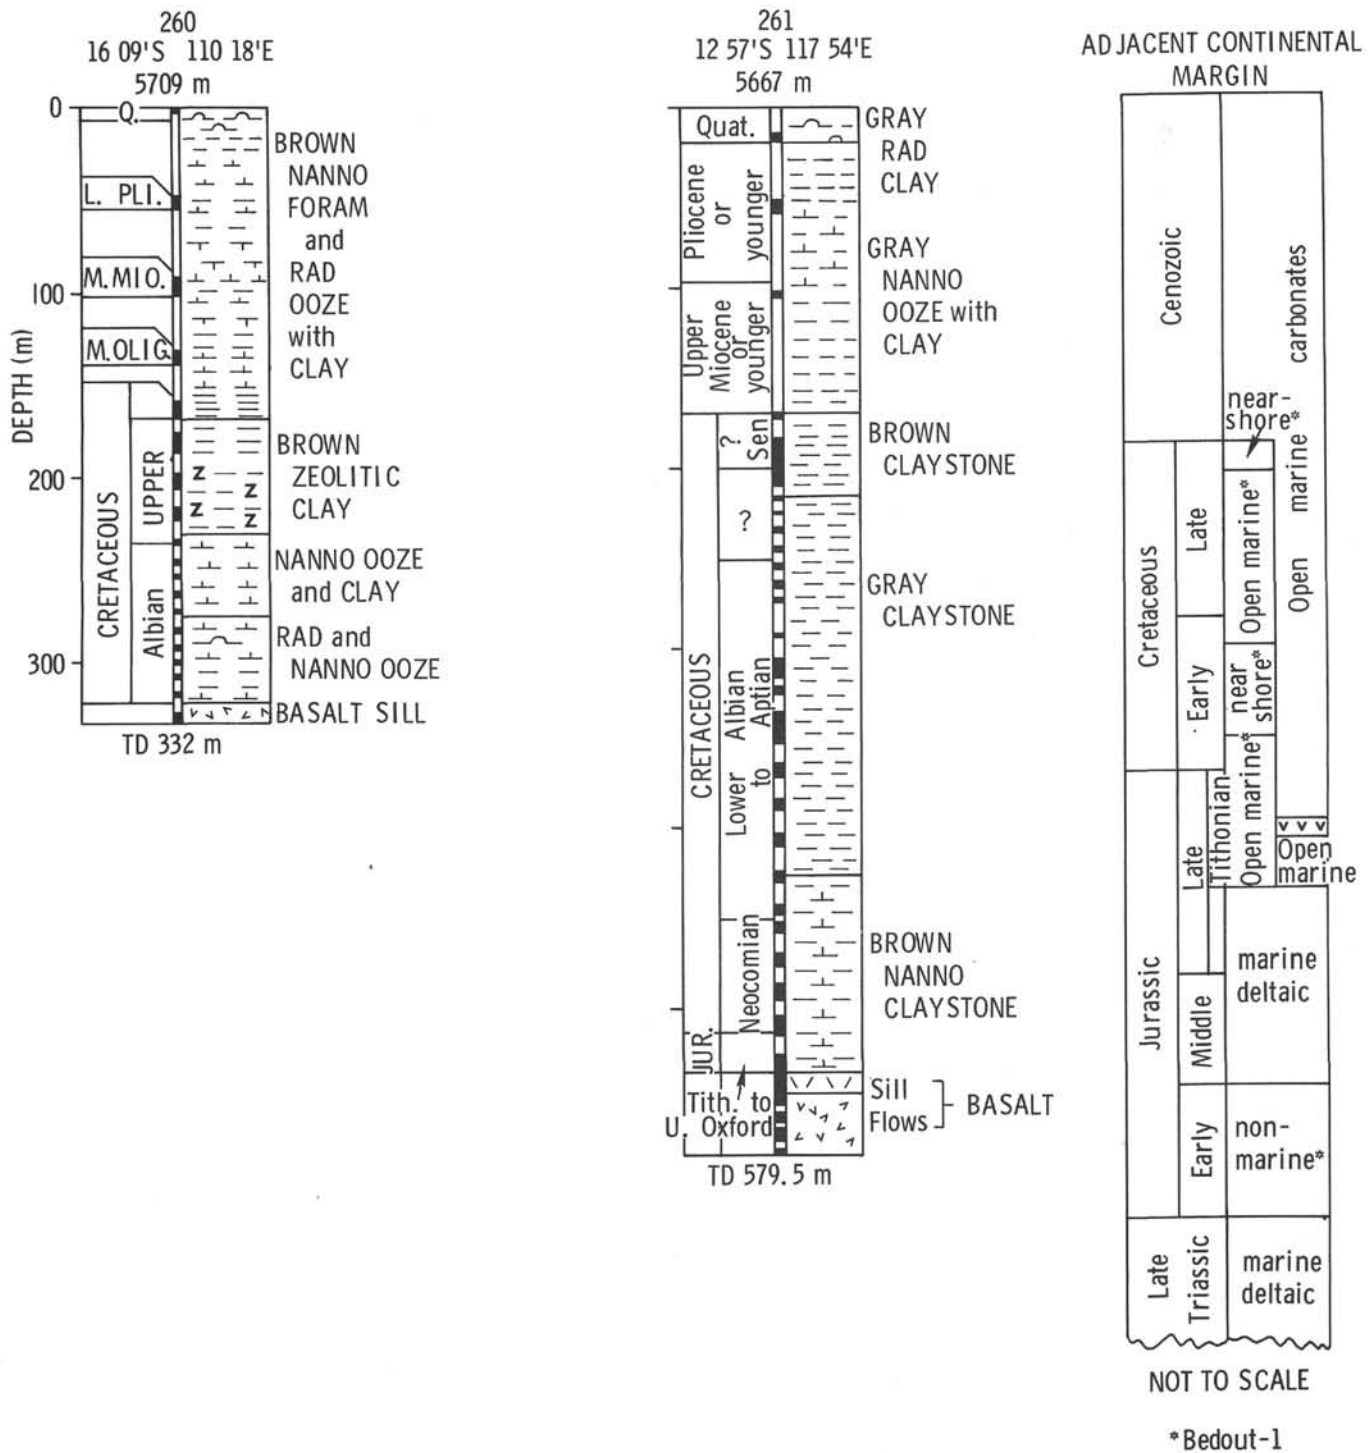 260
16 09'S 110 18'E
5709 m
0
100
200
300
DEPTH (m)
Q.
L. PLI.
M.MIO.
M.OLIG.
CRETACEOUS
UPPER
Albian
Z
Z
Z
Z
BROWN
NANNO
FORAM
and
RAD
OOZE
with
CLAY
BROWN
ZEOLITIC
CLAY
NANNO OOZE
and CLAY
RAD and
NANNO OOZE
BASALT SILL
TD 332 m
261
12 57'S 117 54'E
5667 m
Quat.
Pliocene
or
younger
Upper
Miocene
or
younger
CRETACEOUS
?
Sen
?
Lower Albian
to Aptian
Neocomian
JUR.
Tith. to
U. Oxford
GRAY
RAD
CLAY
GRAY
NANNO
OOZE with
CLAY
BROWN
CLAYSTONE
GRAY
CLAYSTONE
BROWN
NANNO
CLAYSTONE
Sill
Flows
BASALT
TD 579.5 m
ADJACENT CONTINENTAL
MARGIN
Cenozoic
Cretaceous
Late
Early
Jurassic
Late
Tithonian
Middle
Early
Late
Triassic
near-
shore*
Open marine*
near
shore*
Open marine*
Open marine carbonates
v v v
Open
marine
marine
deltaic
non-
marine*
marine
deltaic
NOT TO SCALE
*Bedout-1